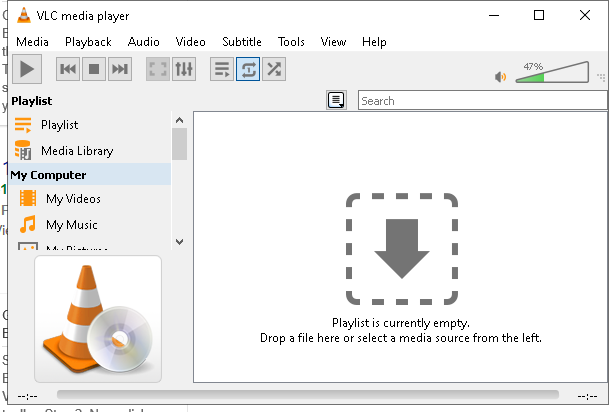 VLC media player
Media Playback Audio Video Subtitle Tools View Help
47%
Playlist
Search
Playlist
Media Library
My Computer
My Videos
My Music
My Pictures
Playlist is currently empty.
Drop a file here or select a media source from the left.
--:--
--:--